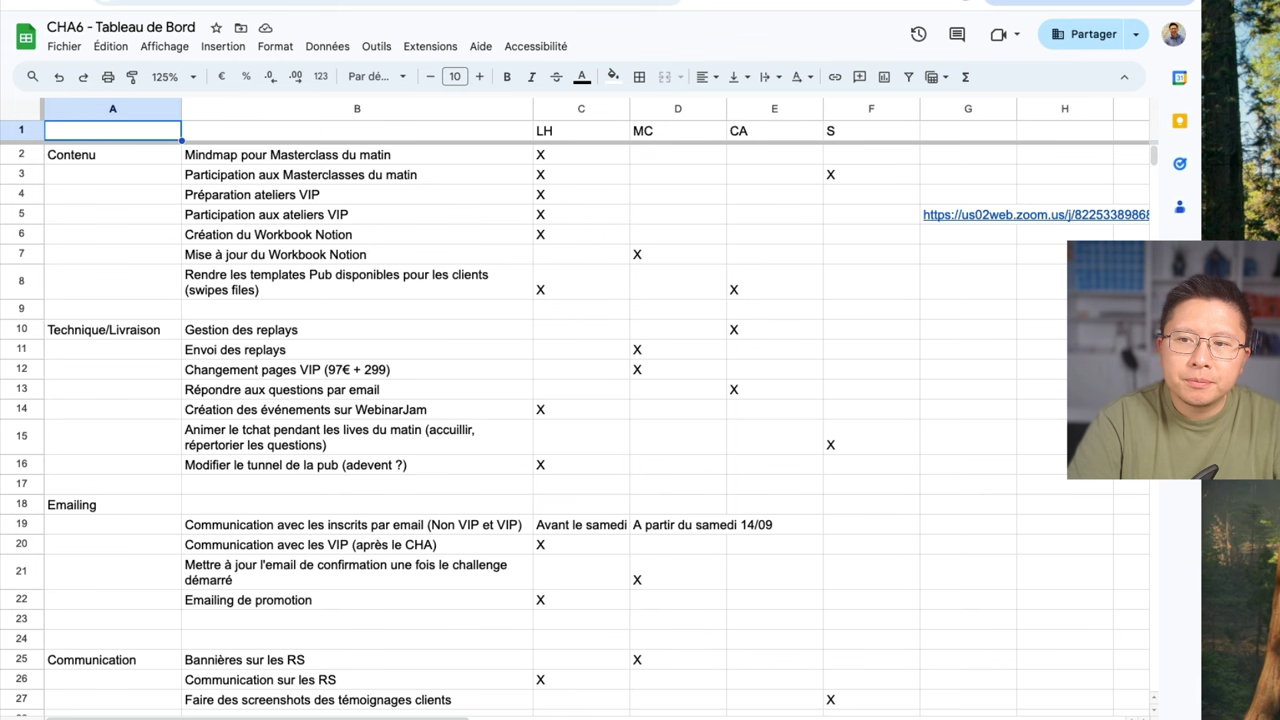 CHA6 - Tableau de Bord
Fichier Édition Affichage Insertion Format Données Outils Extensions Aide Accessibilité
Partager
125% € % .0 .00 123 Par dé... − 10 + B I A Σ
A B C D E F G H
1 LH MC CA S
2 Contenu Mindmap pour Masterclass du matin X
3 Participation aux Masterclasses du matin X X
4 Préparation ateliers VIP X
5 Participation aux ateliers VIP X https://us02web.zoom.us/j/82253389868
6 Création du Workbook Notion X
7 Mise à jour du Workbook Notion X
Rendre les templates Pub disponibles pour les clients
8 (swipes files) X X
9
10 Technique/Livraison Gestion des replays X
11 Envoi des replays X
12 Changement pages VIP (97€ + 299) X
13 Répondre aux questions par email X
14 Création des événements sur WebinarJam X
Animer le tchat pendant les lives du matin (accuillir,
15 répertorier les questions) X
16 Modifier le tunnel de la pub (adevent ?) X
17
18 Emailing
19 Communication avec les inscrits par email (Non VIP et VIP) Avant le samedi A partir du samedi 14/09
20 Communication avec les VIP (après le CHA) X
Mettre à jour l'email de confirmation une fois le challenge
21 démarré X
22 Emailing de promotion X
23
24
25 Communication Bannières sur les RS X
26 Communication sur les RS X
27 Faire des screenshots des témoignages clients X